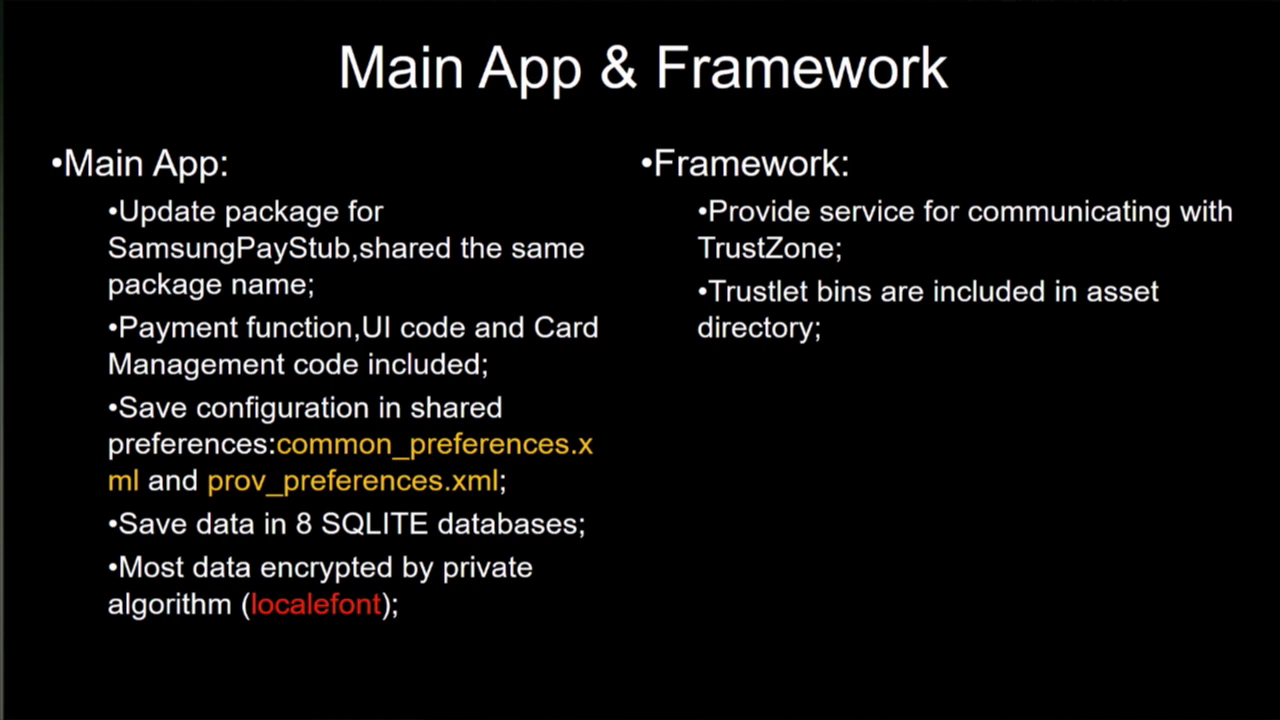 Main App & Framework
•Main App:
•Update package for
SamsungPayStub,shared the same
package name;
•Payment function,UI code and Card
Management code included;
•Save configuration in shared
preferences:common_preferences.x
ml and prov_preferences.xml;
•Save data in 8 SQLITE databases;
•Most data encrypted by private
algorithm (localefont);
•Framework:
•Provide service for communicating with
TrustZone;
•Trustlet bins are included in asset
directory;